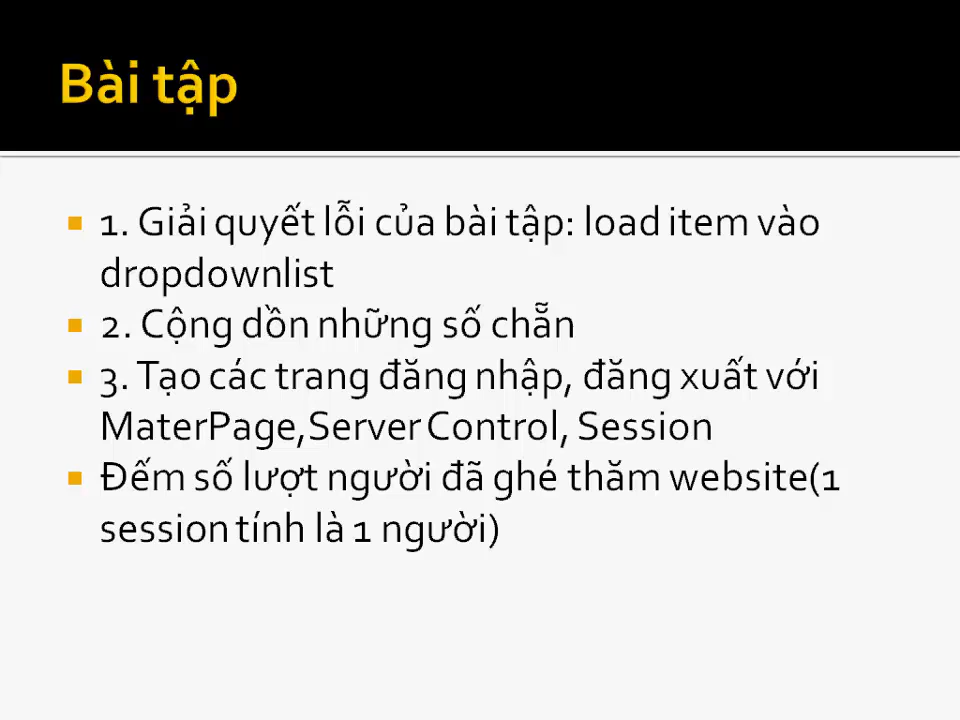 Bài tập
1. Giải quyết lỗi của bài tập: load item vào
dropdownlist
2. Cộng dồn những số chẵn
3. Tạo các trang đăng nhập, đăng xuất với
MaterPage,Server Control, Session
Đếm số lượt người đã ghé thăm website(1
session tính là 1 người)